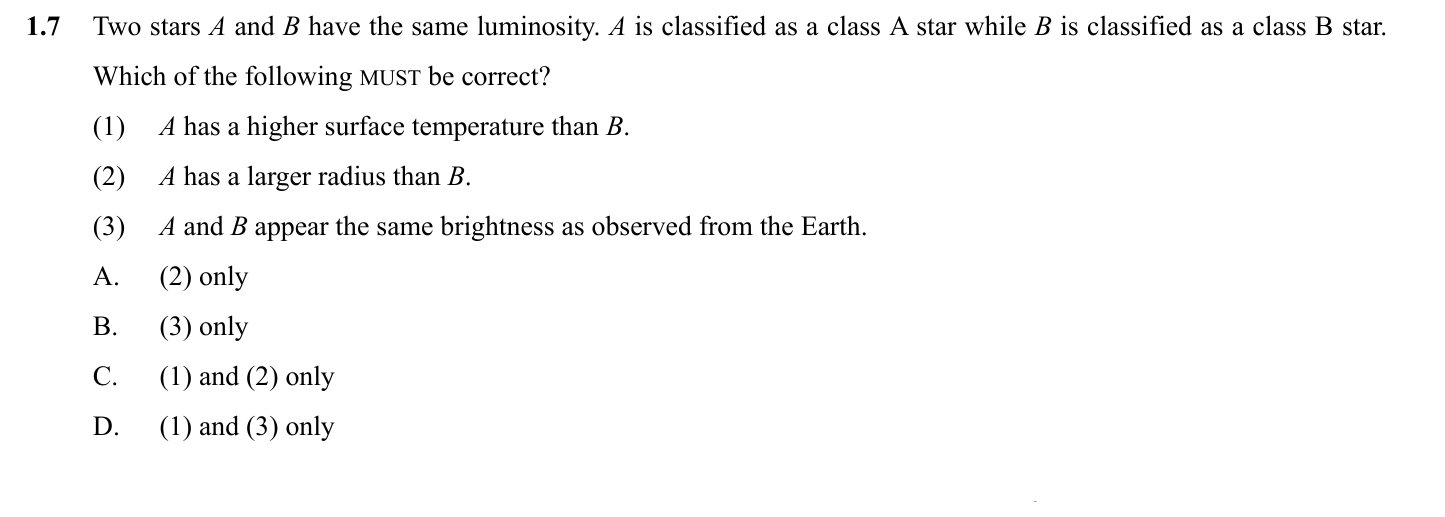 1.7 Two stars A and B have the same luminosity. A is classified as a class A star while B is classified as a class B star.
Which of the following MUST be correct?
(1) A has a higher surface temperature than B.
(2) A has a larger radius than B.
(3) A and B appear the same brightness as observed from the Earth.
A. (2) only
B. (3) only
C. (1) and (2) only
D. (1) and (3) only